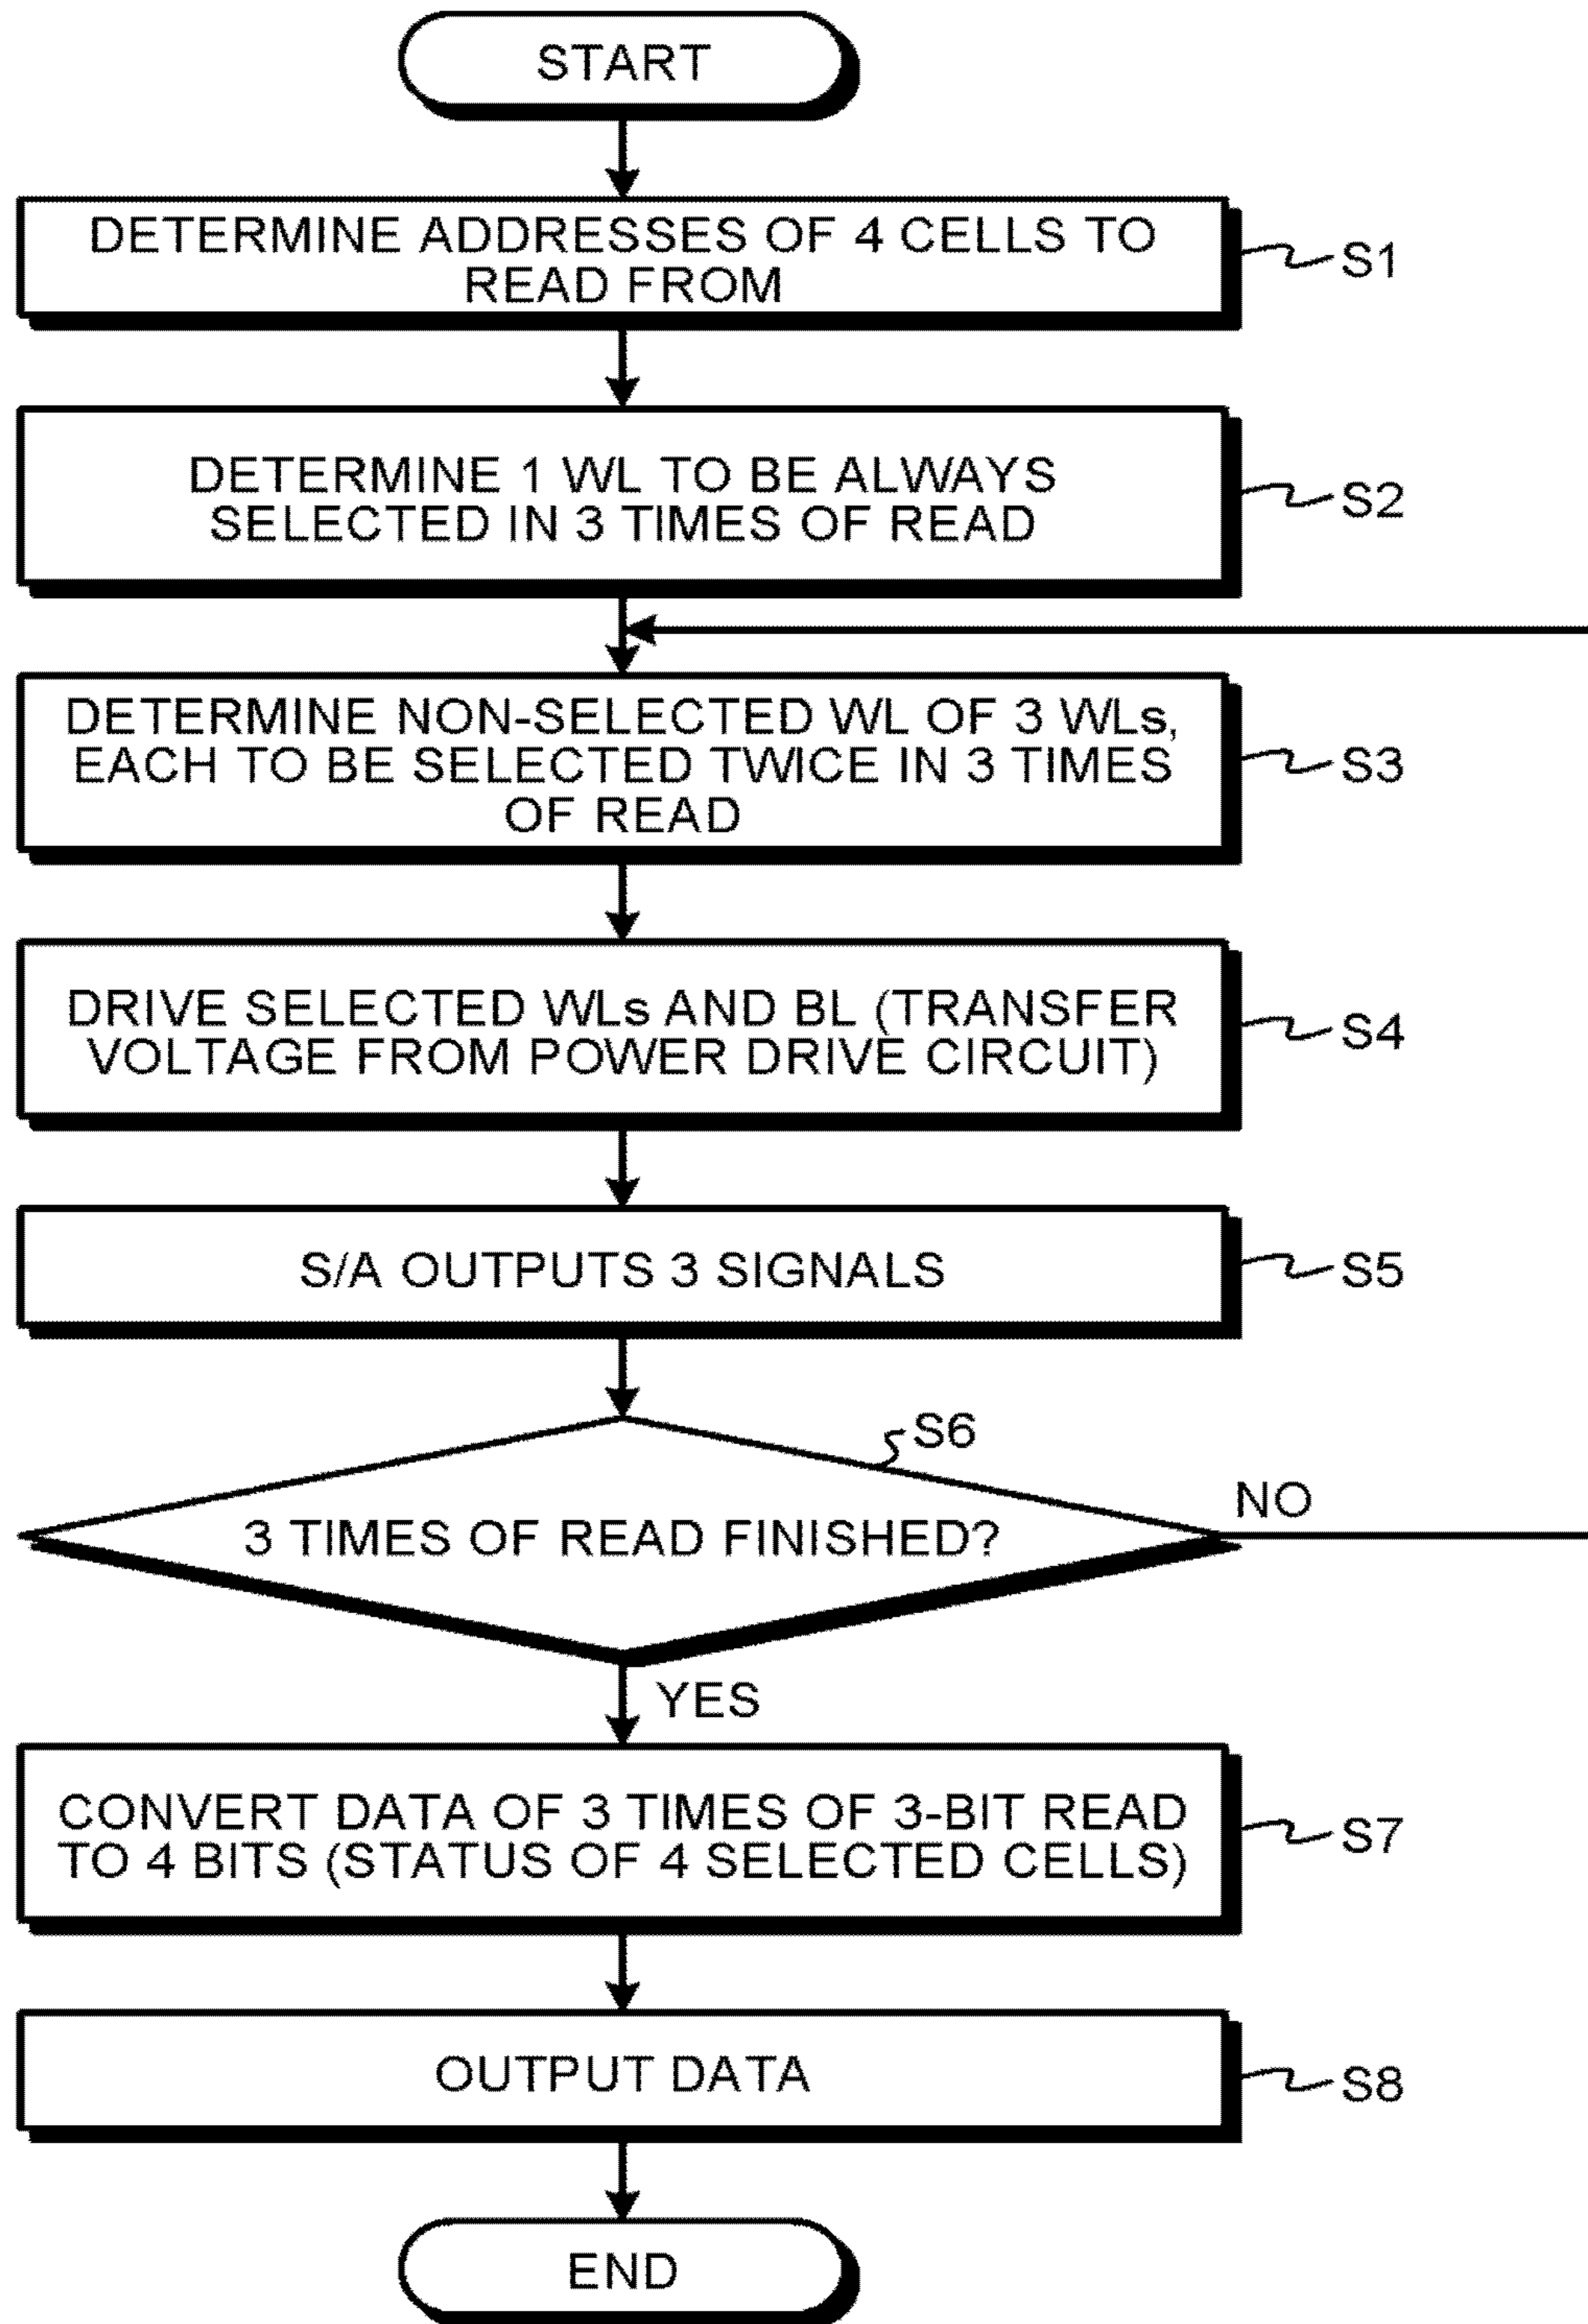 START
DETERMINE ADDRESSES OF 4 CELLS TO
READ FROM
S1
DETERMINE 1 WL TO BE ALWAYS
SELECTED IN 3 TIMES OF READ
S2
DETERMINE NON-SELECTED WL OF 3 WLs,
EACH TO BE SELECTED TWICE IN 3 TIMES
OF READ
S3
DRIVE SELECTED WLs AND BL (TRANSFER
VOLTAGE FROM POWER DRIVE CIRCUIT)
S4
S/A OUTPUTS 3 SIGNALS
S5
S6
3 TIMES OF READ FINISHED?
NO
YES
CONVERT DATA OF 3 TIMES OF 3-BIT READ
TO 4 BITS (STATUS OF 4 SELECTED CELLS)
S7
OUTPUT DATA
S8
END